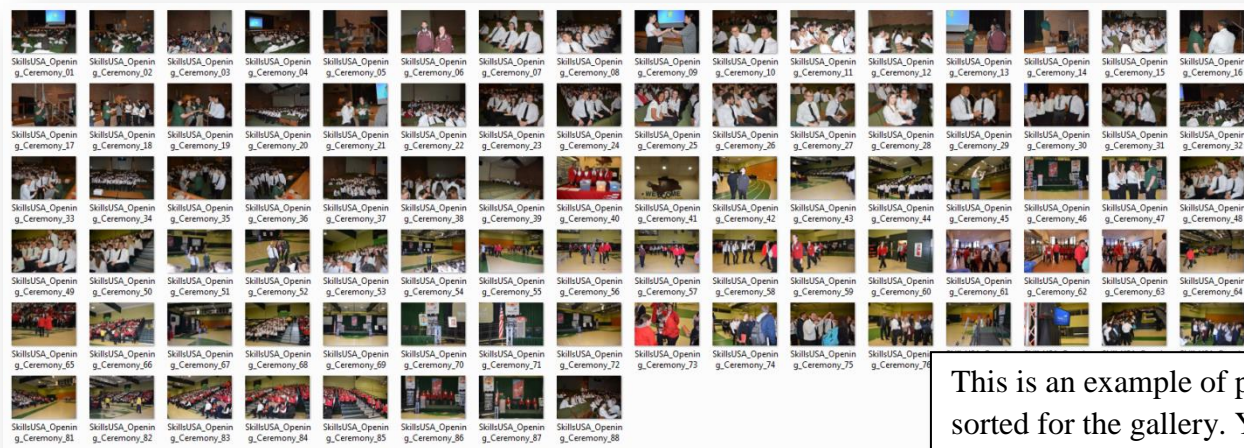 SkillsUSA_Openin
g_Ceremony_01
SkillsUSA_Openin
g_Ceremony_02
SkillsUSA_Openin
g_Ceremony_03
SkillsUSA_Openin
g_Ceremony_04
SkillsUSA_Openin
g_Ceremony_05
SkillsUSA_Openin
g_Ceremony_06
SkillsUSA_Openin
g_Ceremony_07
SkillsUSA_Openin
g_Ceremony_08
SkillsUSA_Openin
g_Ceremony_09
SkillsUSA_Openin
g_Ceremony_10
SkillsUSA_Openin
g_Ceremony_11
SkillsUSA_Openin
g_Ceremony_12
SkillsUSA_Openin
g_Ceremony_13
SkillsUSA_Openin
g_Ceremony_14
SkillsUSA_Openin
g_Ceremony_15
SkillsUSA_Openin
g_Ceremony_16
SkillsUSA_Openin
g_Ceremony_17
SkillsUSA_Openin
g_Ceremony_18
SkillsUSA_Openin
g_Ceremony_19
SkillsUSA_Openin
g_Ceremony_20
SkillsUSA_Openin
g_Ceremony_21
SkillsUSA_Openin
g_Ceremony_22
SkillsUSA_Openin
g_Ceremony_23
SkillsUSA_Openin
g_Ceremony_24
SkillsUSA_Openin
g_Ceremony_25
SkillsUSA_Openin
g_Ceremony_26
SkillsUSA_Openin
g_Ceremony_27
SkillsUSA_Openin
g_Ceremony_28
SkillsUSA_Openin
g_Ceremony_29
SkillsUSA_Openin
g_Ceremony_30
SkillsUSA_Openin
g_Ceremony_31
SkillsUSA_Openin
g_Ceremony_32
SkillsUSA_Openin
g_Ceremony_33
SkillsUSA_Openin
g_Ceremony_34
SkillsUSA_Openin
g_Ceremony_35
SkillsUSA_Openin
g_Ceremony_36
SkillsUSA_Openin
g_Ceremony_37
SkillsUSA_Openin
g_Ceremony_38
SkillsUSA_Openin
g_Ceremony_39
SkillsUSA_Openin
g_Ceremony_40
SkillsUSA_Openin
g_Ceremony_41
SkillsUSA_Openin
g_Ceremony_42
SkillsUSA_Openin
g_Ceremony_43
SkillsUSA_Openin
g_Ceremony_44
SkillsUSA_Openin
g_Ceremony_45
SkillsUSA_Openin
g_Ceremony_46
SkillsUSA_Openin
g_Ceremony_47
SkillsUSA_Openin
g_Ceremony_48
SkillsUSA_Openin
g_Ceremony_49
SkillsUSA_Openin
g_Ceremony_50
SkillsUSA_Openin
g_Ceremony_51
SkillsUSA_Openin
g_Ceremony_52
SkillsUSA_Openin
g_Ceremony_53
SkillsUSA_Openin
g_Ceremony_54
SkillsUSA_Openin
g_Ceremony_55
SkillsUSA_Openin
g_Ceremony_56
SkillsUSA_Openin
g_Ceremony_57
SkillsUSA_Openin
g_Ceremony_58
SkillsUSA_Openin
g_Ceremony_59
SkillsUSA_Openin
g_Ceremony_60
SkillsUSA_Openin
g_Ceremony_61
SkillsUSA_Openin
g_Ceremony_62
SkillsUSA_Openin
g_Ceremony_63
SkillsUSA_Openin
g_Ceremony_64
SkillsUSA_Openin
g_Ceremony_65
SkillsUSA_Openin
g_Ceremony_66
SkillsUSA_Openin
g_Ceremony_67
SkillsUSA_Openin
g_Ceremony_68
SkillsUSA_Openin
g_Ceremony_69
SkillsUSA_Openin
g_Ceremony_70
SkillsUSA_Openin
g_Ceremony_71
SkillsUSA_Openin
g_Ceremony_72
SkillsUSA_Openin
g_Ceremony_73
SkillsUSA_Openin
g_Ceremony_74
SkillsUSA_Openin
g_Ceremony_75
SkillsUSA_Openin
g_Ceremony_76
SkillsUSA_Openin
g_Ceremony_81
SkillsUSA_Openin
g_Ceremony_82
SkillsUSA_Openin
g_Ceremony_83
SkillsUSA_Openin
g_Ceremony_84
SkillsUSA_Openin
g_Ceremony_85
SkillsUSA_Openin
g_Ceremony_86
SkillsUSA_Openin
g_Ceremony_87
SkillsUSA_Openin
g_Ceremony_88
This is an example of
sorted for the gallery.